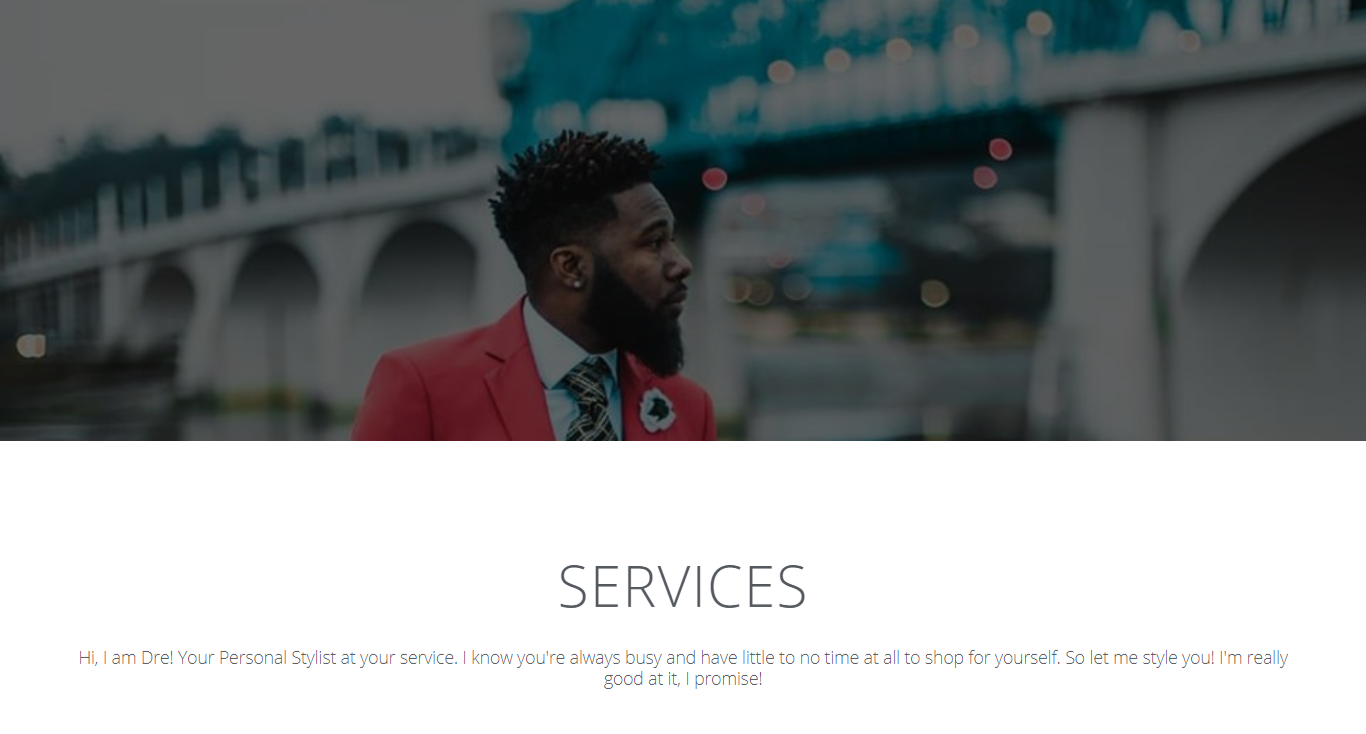 SERVICES
Hi, I am Dre! Your Personal Stylist at your service. I know you're always busy and have little to no time at all to shop for yourself. So let me style you! I'm really
good at it, I promise!